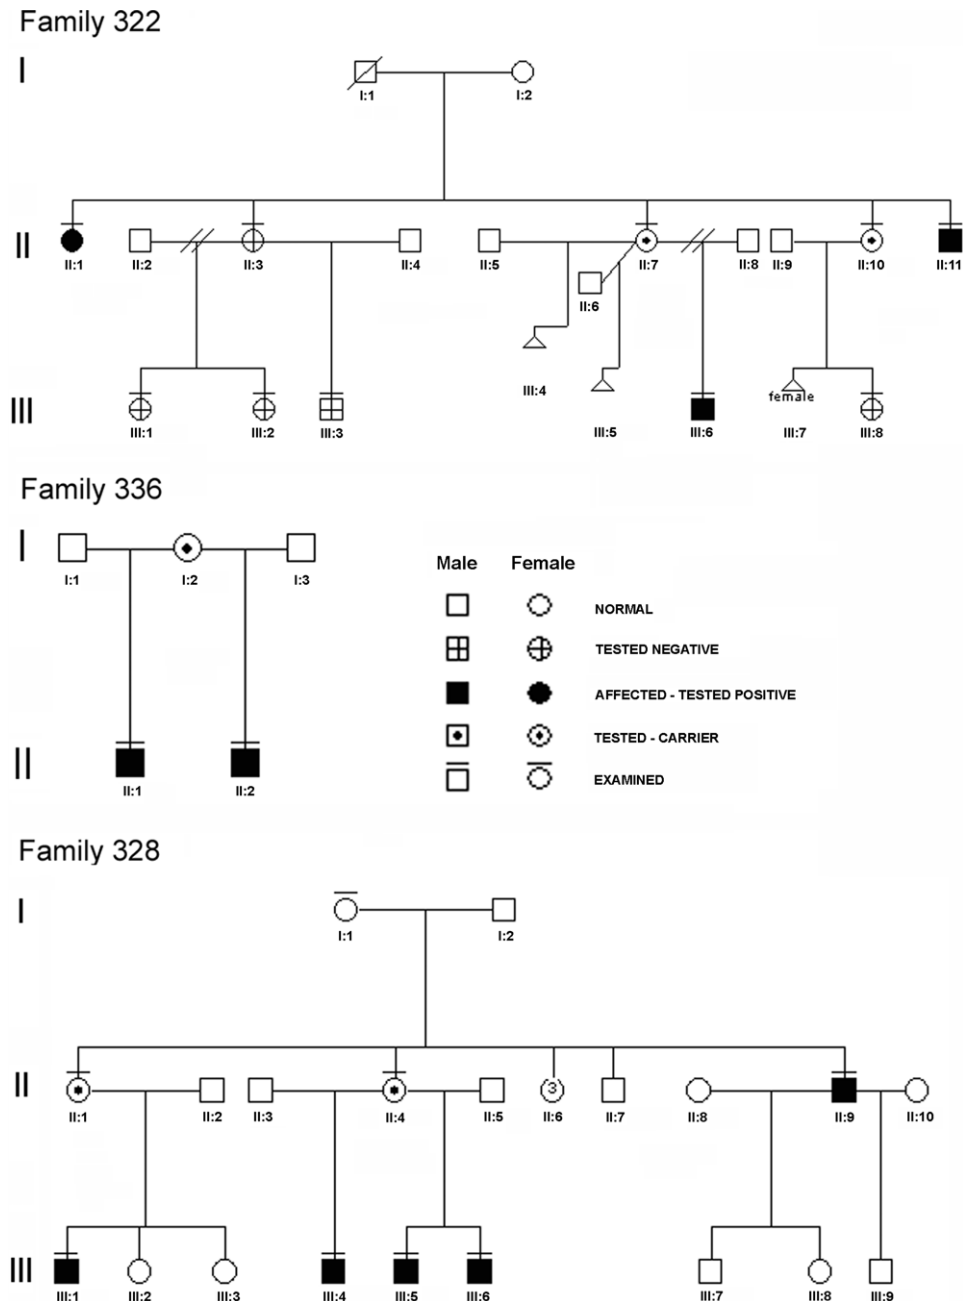 Family 322
I
I:1 I:2
II
II:1 II:2 II:3 II:4 II:5 II:6 II:7 II:8 II:9 II:10 II:11
female
III
III:1 III:2 III:3 III:4 III:5 III:6 III:7 III:8
Family 336
I
I:1 I:2 I:3
II
II:1 II:2
Male Female
NORMAL
TESTED NEGATIVE
AFFECTED - TESTED POSITIVE
TESTED - CARRIER
EXAMINED
Family 328
I
I:1 I:2
II
3
II:1 II:2 II:3 II:4 II:5 II:6 II:7 II:8 II:9 II:10
III
III:1 III:2 III:3 III:4 III:5 III:6 III:7 III:8 III:9